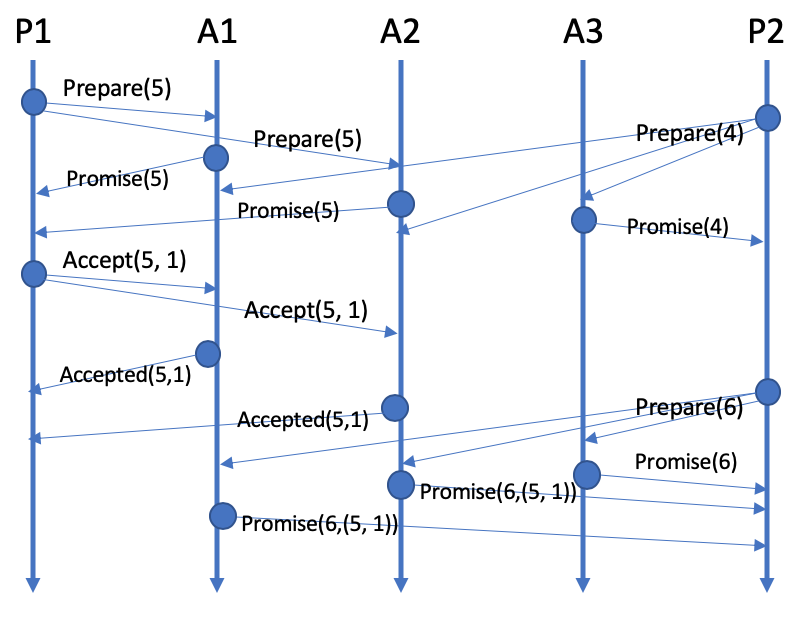 P1
A1
A2
A3
P2
Prepare(5)
Prepare(5)
Prepare(4)
Promise(5)
Promise(5)
Promise(4)
Accept(5, 1)
Accept(5, 1)
Accepted(5,1)
Accepted(5,1)
Prepare(6)
Promise(6)
Promise(6,(5, 1))
Promise(6,(5, 1))